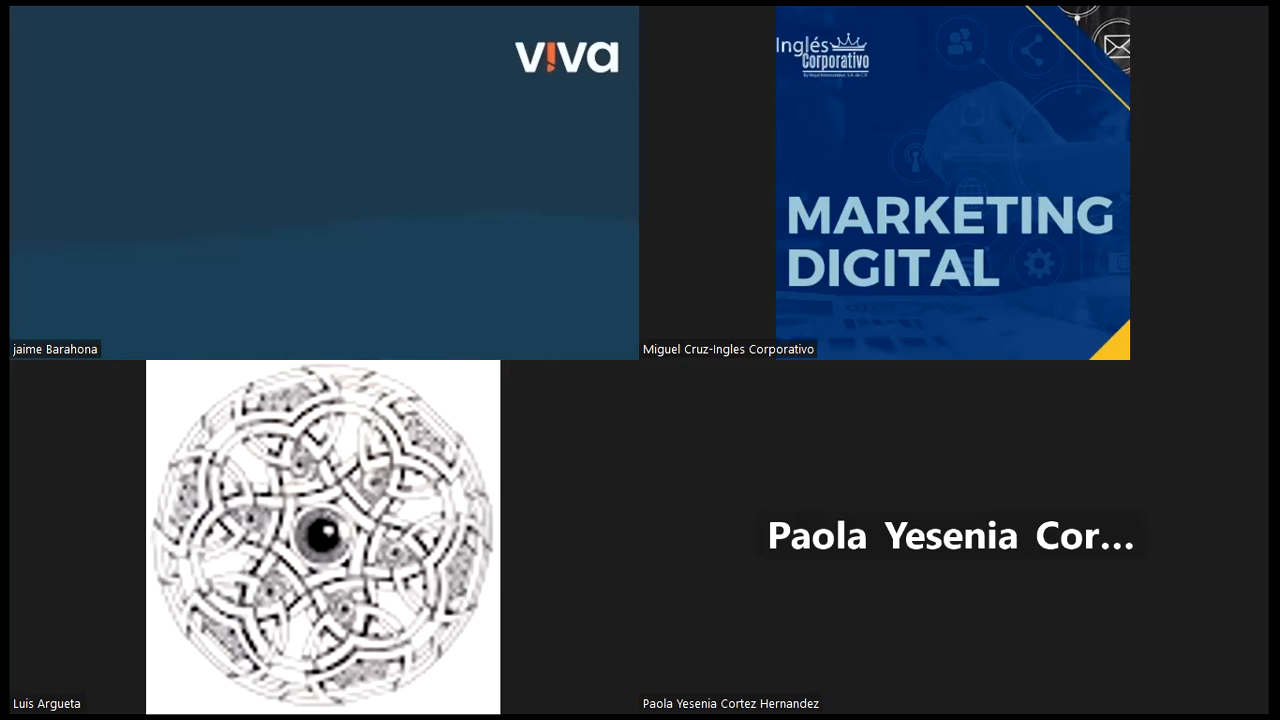 v!va
Inglés
Corporativo
MARKETING
DIGITAL
jaime Barahona
Miguel Cruz-Ingles Corporativo
Paola Yesenia Cor...
Luis Argueta
Paola Yesenia Cortez Hernandez